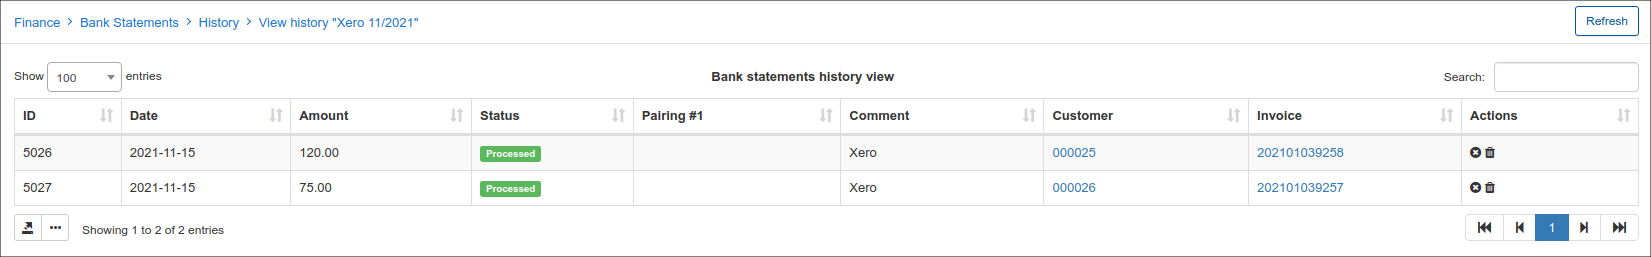 Finance > Bank Statements > History > View history "Xero 11/2021"
Refresh
Show 100 entries
Bank statements history view
Search:
ID Date Amount Status Pairing #1 Comment Customer Invoice Actions
5026 2021-11-15 120.00 Processed Xero 000025 202101039258
5027 2021-11-15 75.00 Processed Xero 000026 202101039257
Showing 1 to 2 of 2 entries
1